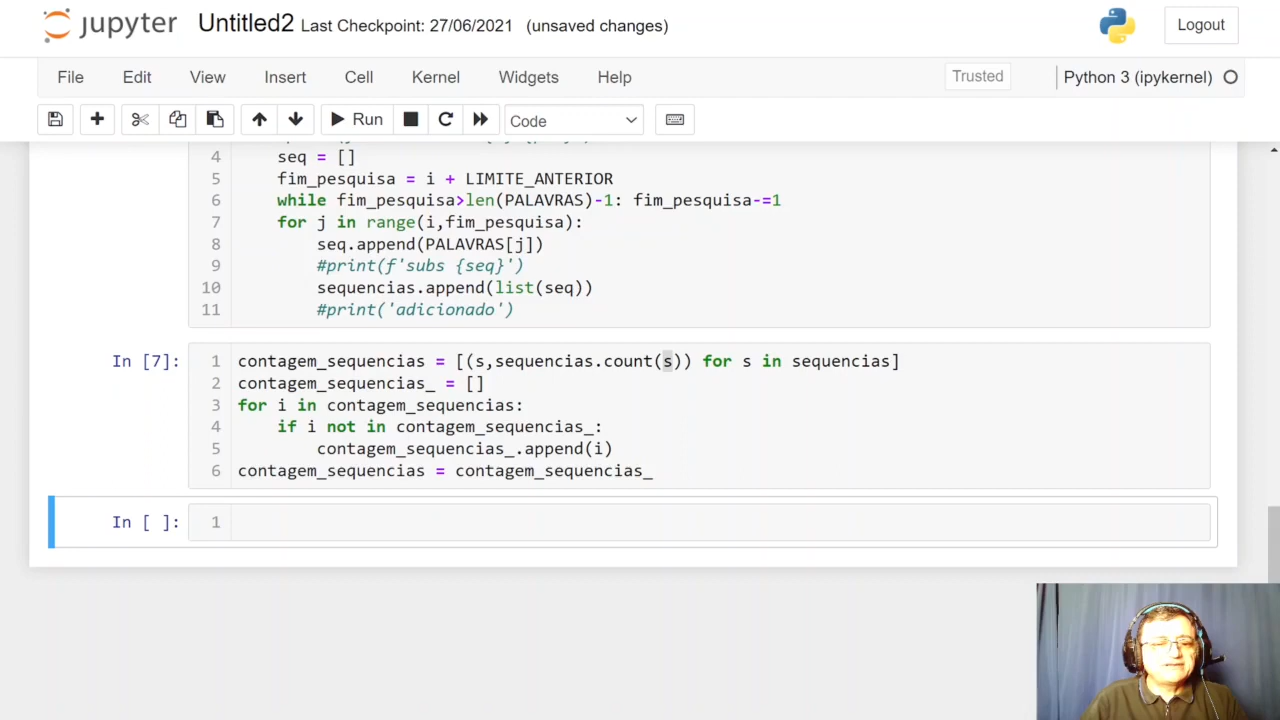 jupyter Untitled2 Last Checkpoint: 27/06/2021 (unsaved changes) Logout
File Edit View Insert Cell Kernel Widgets Help Trusted Python 3 (ipykernel)
Run Code
4 seq = []
5 fim_pesquisa = i + LIMITE_ANTERIOR
6 while fim_pesquisa>len(PALAVRAS)-1: fim_pesquisa-=1
7 for j in range(i,fim_pesquisa):
8 seq.append(PALAVRAS[j])
9 #print(f'subs {seq}')
10 sequencias.append(list(seq))
11 #print('adicionado')
In [7]: 1 contagem_sequencias = [(s,sequencias.count(s)) for s in sequencias]
2 contagem_sequencias_ = []
3 for i in contagem_sequencias:
4 if i not in contagem_sequencias_:
5 contagem_sequencias_.append(i)
6 contagem_sequencias = contagem_sequencias_
In [ ]: 1